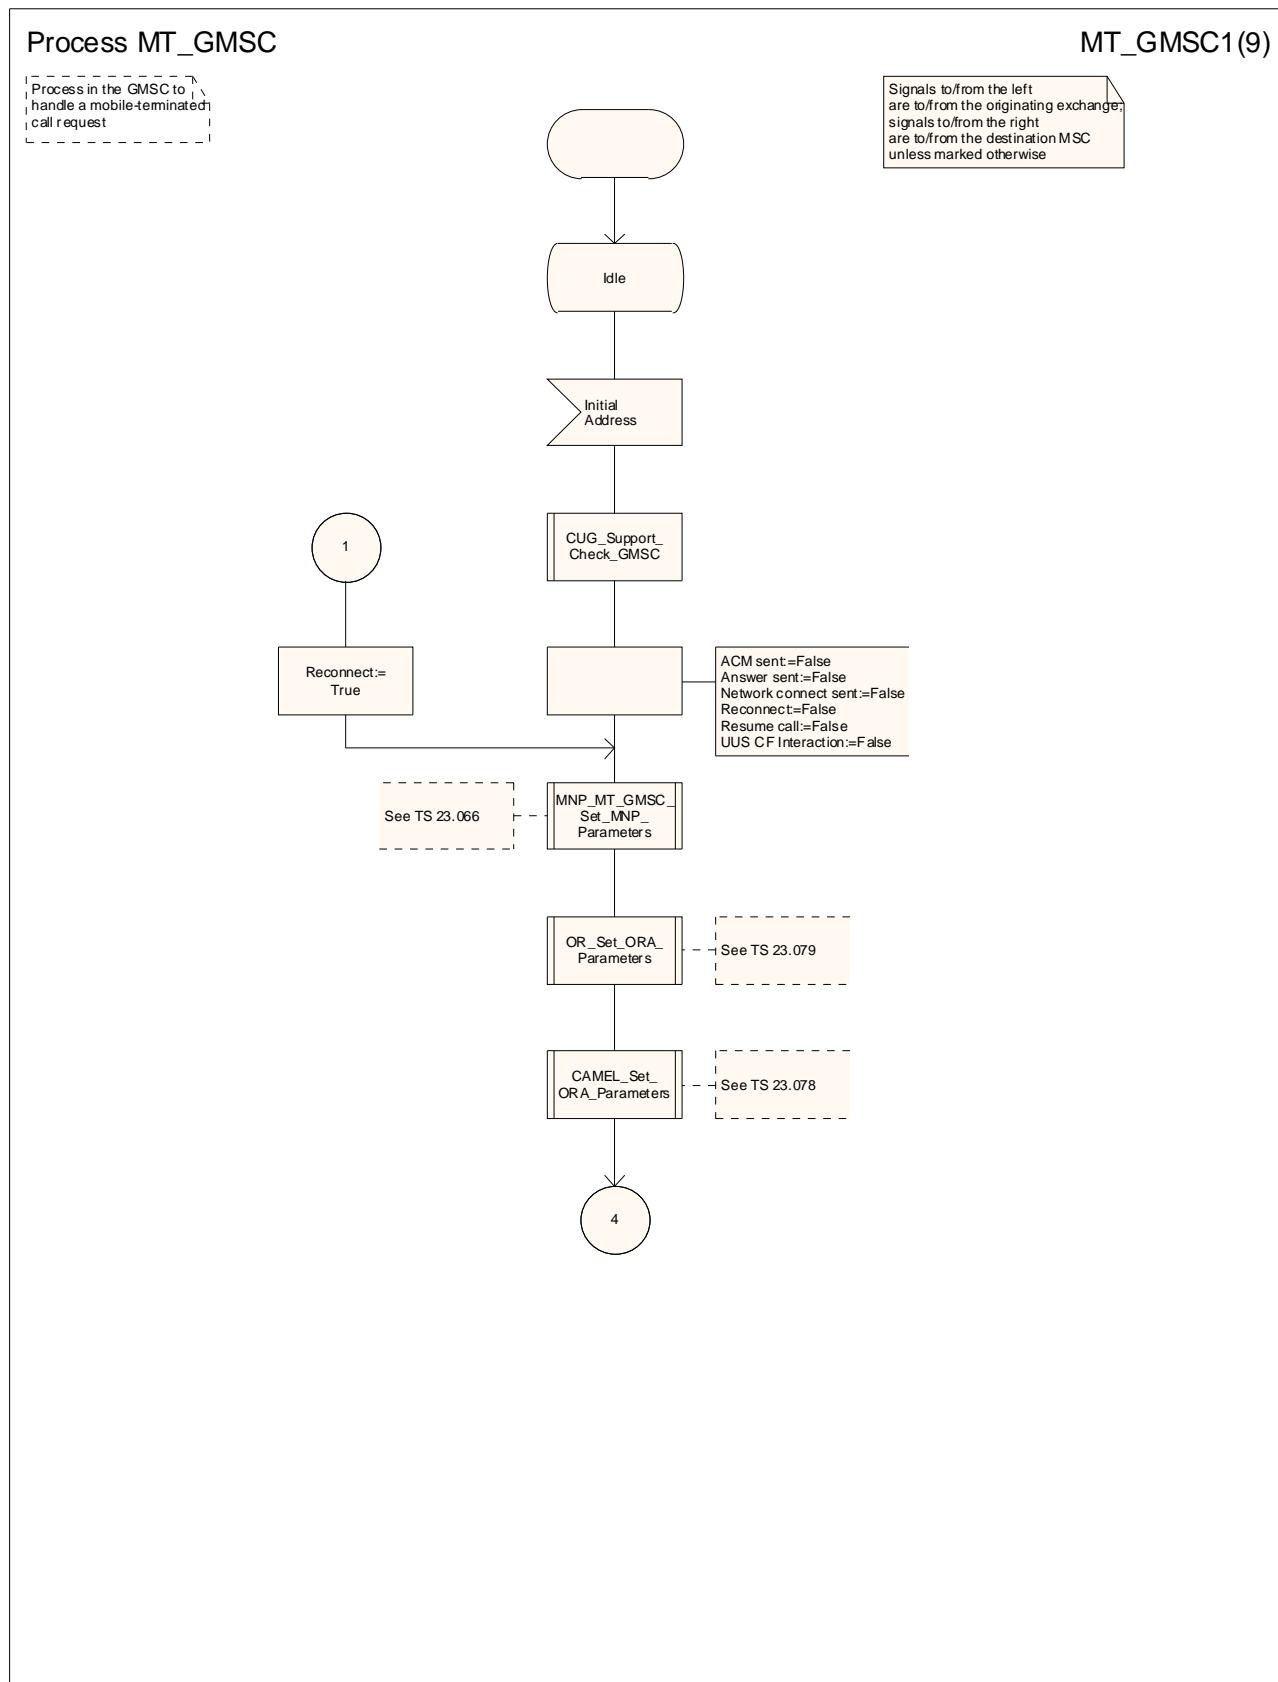 Process MT_GMSC
MT_GMSC1(9)
Process in the GMSC to
handle a mobile-terminated
call request
Signals to/from the left
are to/from the originating exchange;
signals to/from the right
are to/from the destination MSC
unless marked otherwise
Idle
Initial
Address
CUG_Support_
Check_GMSC
1
Reconnect:=
True
ACM sent:=False
Answer sent:=False
Network connect sent:=False
Reconnect:=False
Resume call:=False
UUS CF Interaction:=False
See TS 23.066
MNP_MT_GMSC_
Set_MNP_
Parameters
OR_Set_ORA_
Parameters
See TS 23.079
CAMEL_Set_
ORA_Parameters
See TS 23.078
4